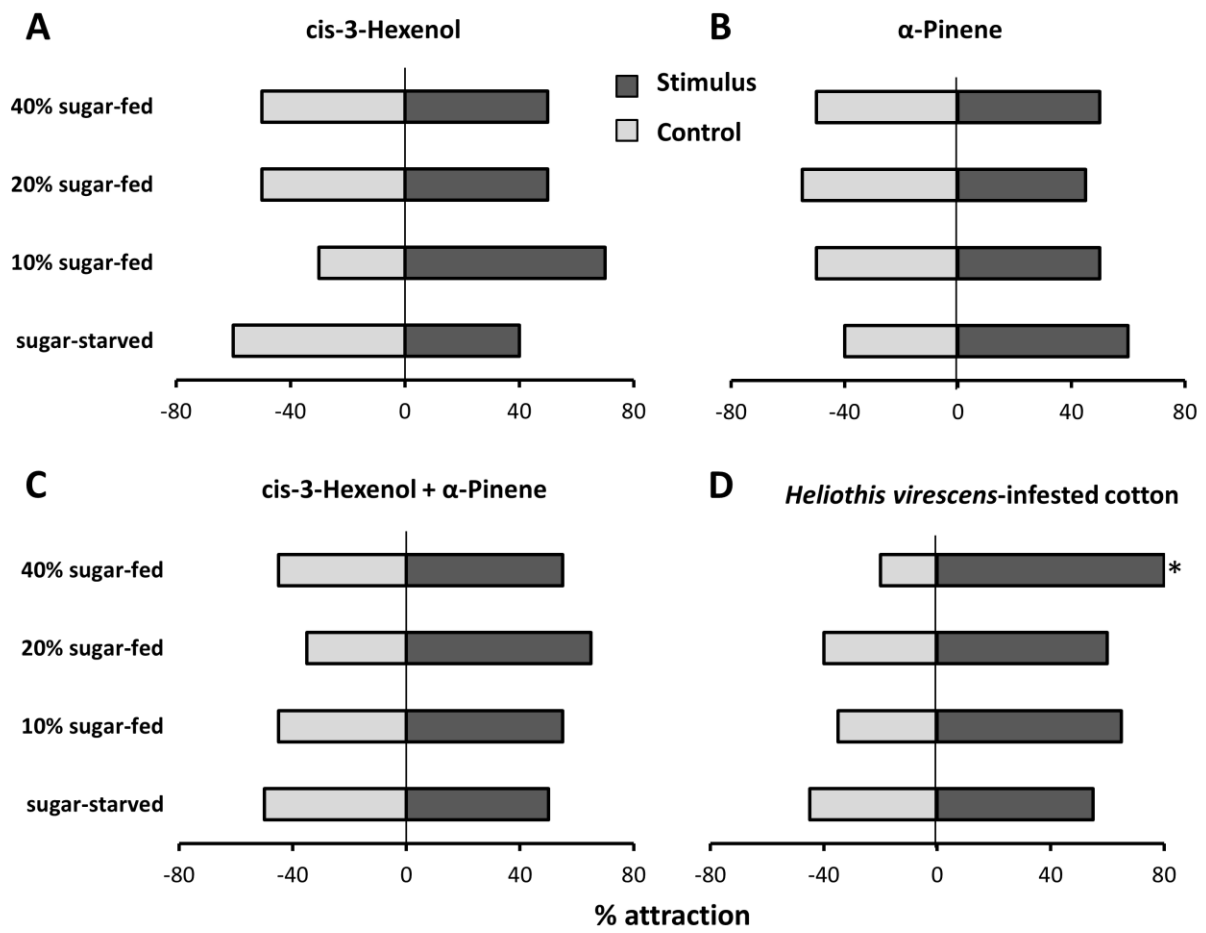 A
cis-3-Hexenol
B
α-Pinene
Stimulus
Control
40% sugar-fed
20% sugar-fed
10% sugar-fed
sugar-starved
-80 -40 0 40 80
-80 -40 0 40 80
C
cis-3-Hexenol + α-Pinene
D
Heliothis virescens-infested cotton
40% sugar-fed
*
20% sugar-fed
10% sugar-fed
sugar-starved
-80 -40 0 40 80
-80 -40 0 40 80
% attraction